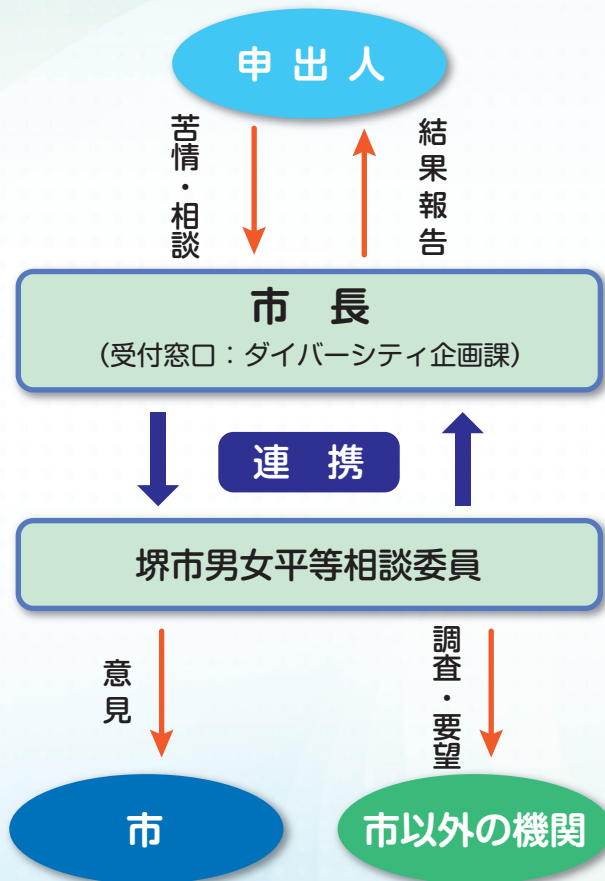 申出人
苦情・相談
結果報告
市長
（受付窓口：ダイバーシティ企画課）
連携
堺市男女平等相談委員
意見
調査・要望
市
市以外の機関